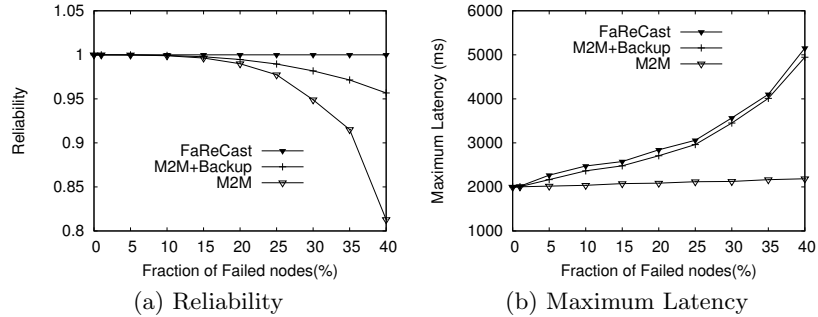 1.05
1
0.95
0.9
0.85
0.8
Reliability
FaReCast
M2M+Backup
M2M
0 5 10 15 20 25 30 35 40
Fraction of Failed nodes(%)
(a) Reliability
6000
5000
4000
3000
2000
1000
Maximum Latency (ms)
FaReCast
M2M+Backup
M2M
0 5 10 15 20 25 30 35 40
Fraction of Failed nodes(%)
(b) Maximum Latency